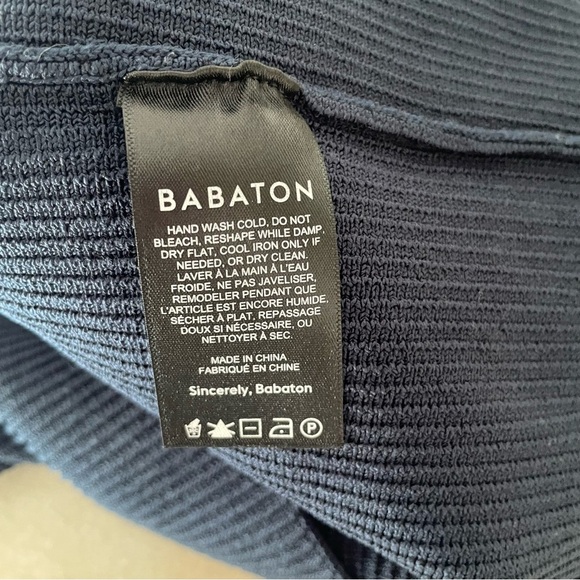 BABATON
HAND WASH COLD, DO NOT
BLEACH, RESHAPE WHILE DAMP.
DRY FLAT, COOL IRON ONLY IF
NEEDED, OR DRY CLEAN.
LAVER À LA MAIN À L'EAU
FROIDE, NE PAS JAVELISER,
REMODELER PENDANT QUE
L'ARTICLE EST ENCORE HUMIDE.
SÉCHER À PLAT, REPASSAGE
DOUX SI NÉCESSAIRE, OU
NETTOYER À SEC.
MADE IN CHINA
FABRIQUÉ EN CHINE
Sincerely, Babaton
P